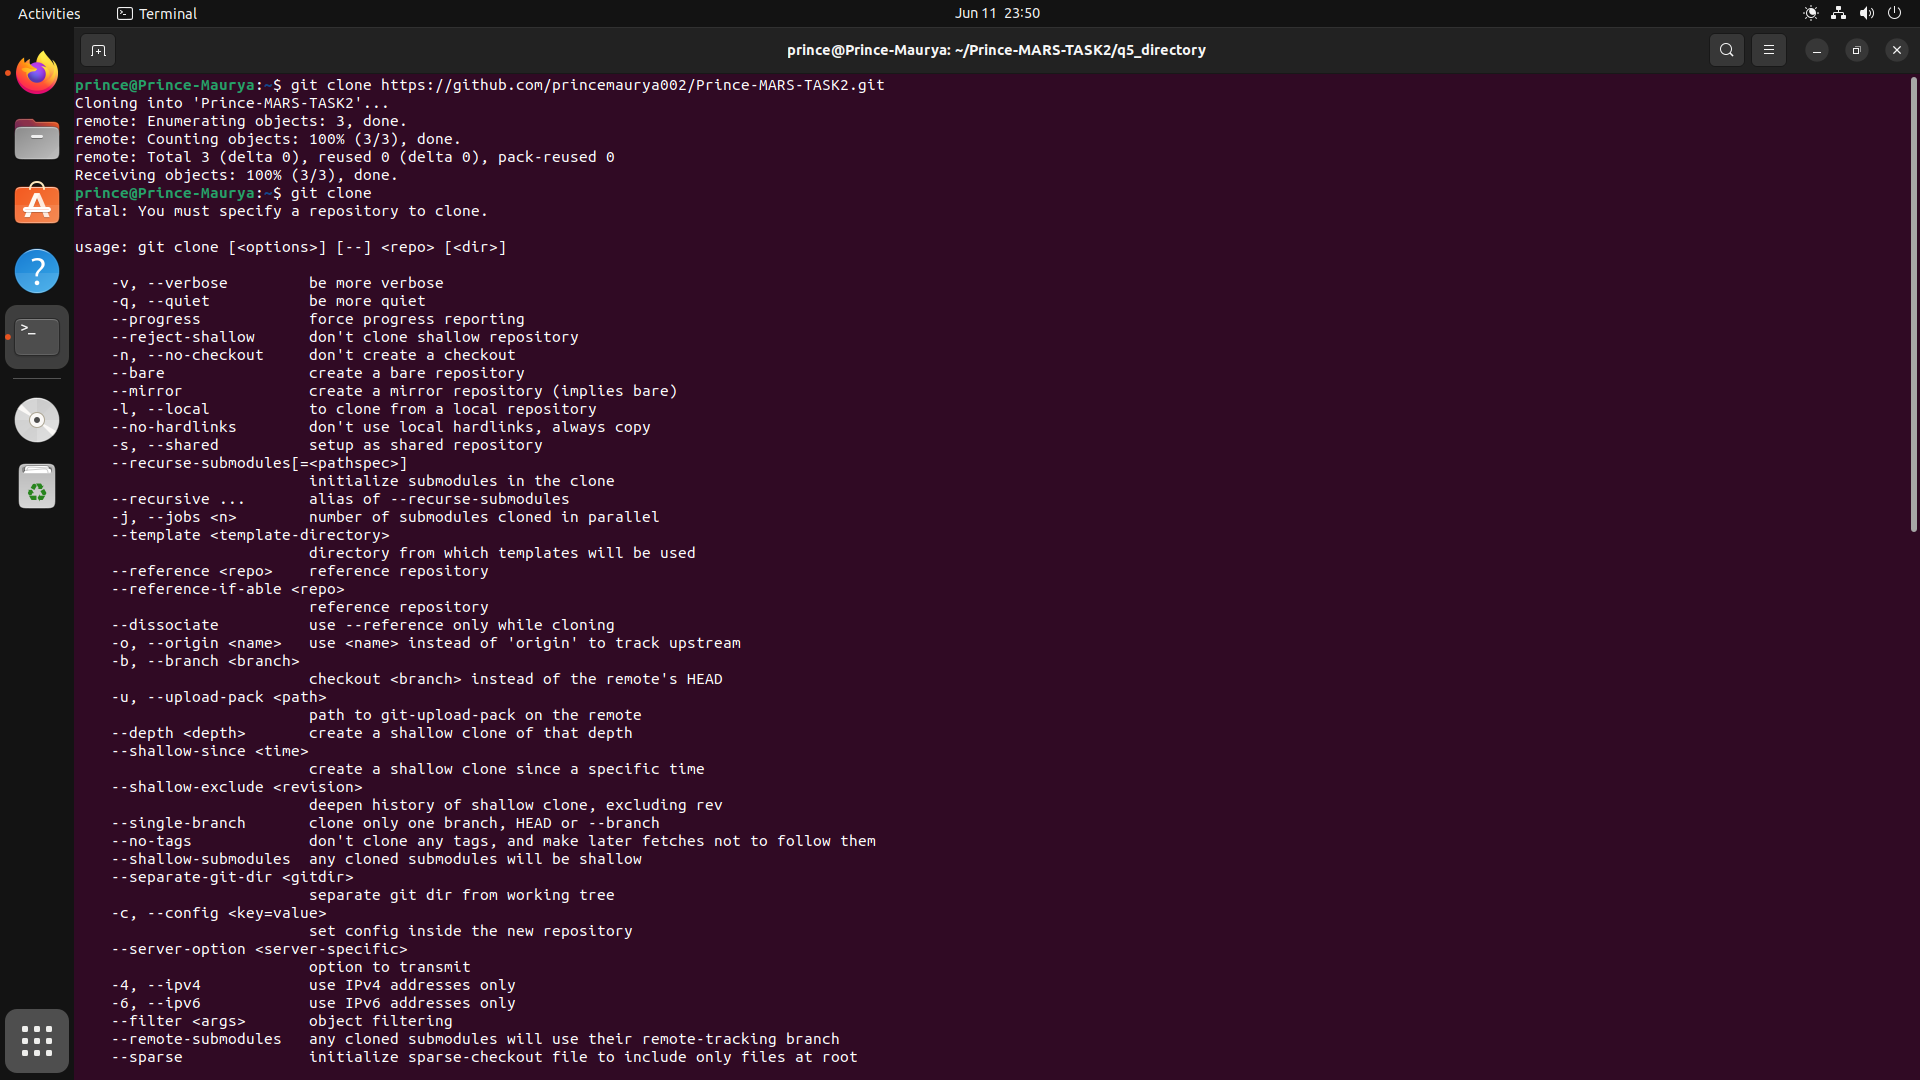 Activities
Terminal
Jun 11 23:50
prince@Prince-Maurya: ~/Prince-MARS-TASK2/q5_directory
prince@Prince-Maurya:~$ git clone https://github.com/princemaurya002/Prince-MARS-TASK2.git
Cloning into 'Prince-MARS-TASK2'...
remote: Enumerating objects: 3, done.
remote: Counting objects: 100% (3/3), done.
remote: Total 3 (delta 0), reused 0 (delta 0), pack-reused 0
Receiving objects: 100% (3/3), done.
prince@Prince-Maurya:~$ git clone
fatal: You must specify a repository to clone.
usage: git clone [<options>] [--] <repo> [<dir>]
-v, --verbose be more verbose
-q, --quiet be more quiet
--progress force progress reporting
--reject-shallow don't clone shallow repository
-n, --no-checkout don't create a checkout
--bare create a bare repository
--mirror create a mirror repository (implies bare)
-l, --local to clone from a local repository
--no-hardlinks don't use local hardlinks, always copy
-s, --shared setup as shared repository
--recurse-submodules[=<pathspec>]
initialize submodules in the clone
--recursive ... alias of --recurse-submodules
-j, --jobs <n> number of submodules cloned in parallel
--template <template-directory>
directory from which templates will be used
--reference <repo> reference repository
--reference-if-able <repo>
reference repository
--dissociate use --reference only while cloning
-o, --origin <name> use <name> instead of 'origin' to track upstream
-b, --branch <branch>
checkout <branch> instead of the remote's HEAD
-u, --upload-pack <path>
path to git-upload-pack on the remote
--depth <depth> create a shallow clone of that depth
--shallow-since <time>
create a shallow clone since a specific time
--shallow-exclude <revision>
deepen history of shallow clone, excluding rev
--single-branch clone only one branch, HEAD or --branch
--no-tags don't clone any tags, and make later fetches not to follow them
--shallow-submodules any cloned submodules will be shallow
--separate-git-dir <gitdir>
separate git dir from working tree
-c, --config <key=value>
set config inside the new repository
--server-option <server-specific>
option to transmit
-4, --ipv4 use IPv4 addresses only
-6, --ipv6 use IPv6 addresses only
--filter <args> object filtering
--remote-submodules any cloned submodules will use their remote-tracking branch
--sparse initialize sparse-checkout file to include only files at root